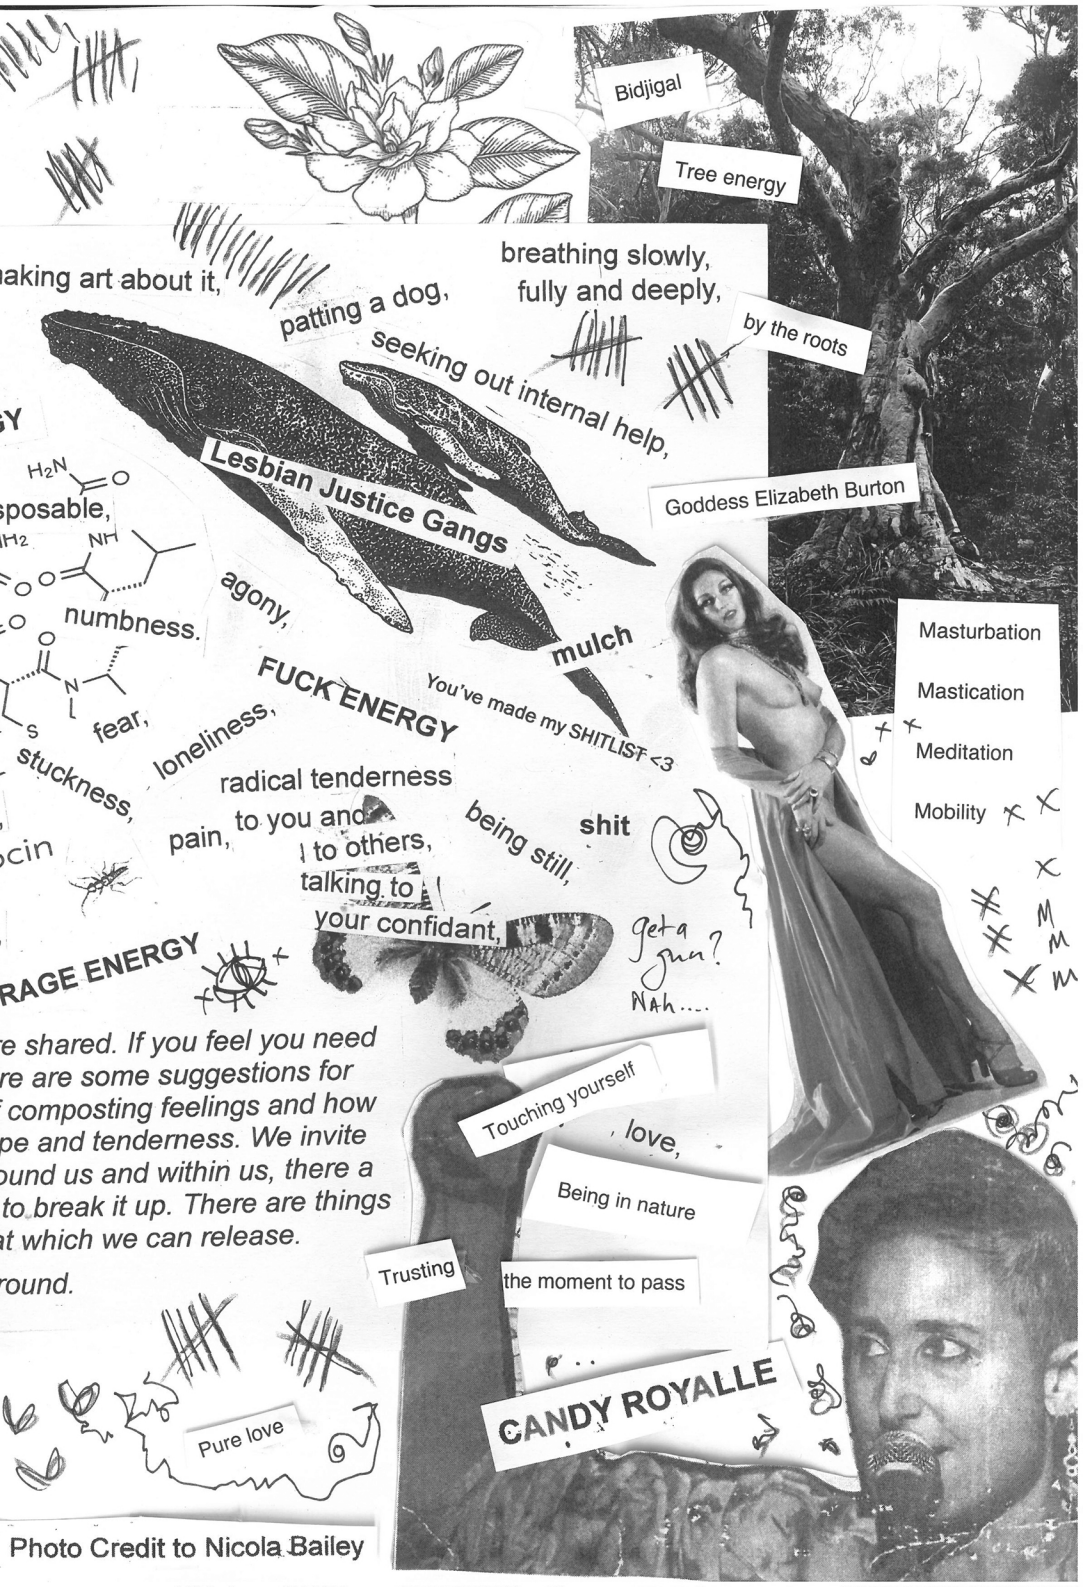 Bidjigal
Tree energy
breathing slowly,
fully and deeply,
making art about it,
patting a dog,
by the roots
seeking out internal help,
Lesbian Justice Gangs
Goddess Elizabeth Burton
H₂N
O
sposable,
NH
O
O
numbness.
agony,
mulch
Masturbation
Mastication
Meditation
Mobility
O
N
S
FUCK ENERGY
You've made my SHITLIST <3
fear,
loneliness,
stuckness,
radical tenderness
to you and
to others,
talking to
your confidant,
pain,
being still,
shit
ocin
get a
gun?
NAh....
M
M
M
RAGE ENERGY
re shared. If you feel you need
re are some suggestions for
f composting feelings and how
pe and tenderness. We invite
ound us and within us, there a
to break it up. There are things
at which we can release.
round.
Touching yourself
love,
Being in nature
Trusting
the moment to pass
CANDY ROYALLE
Pure love
Photo Credit to Nicola Bailey